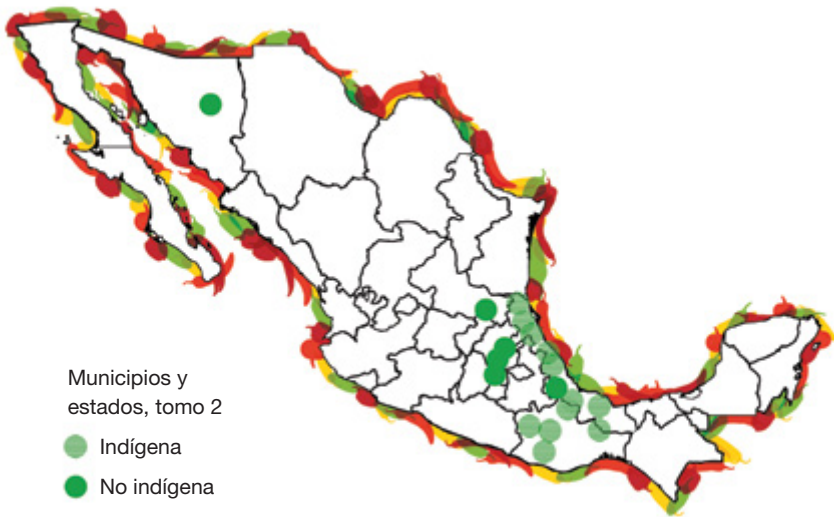 Municipios y
estados, tomo 2
Indígena
No indígena